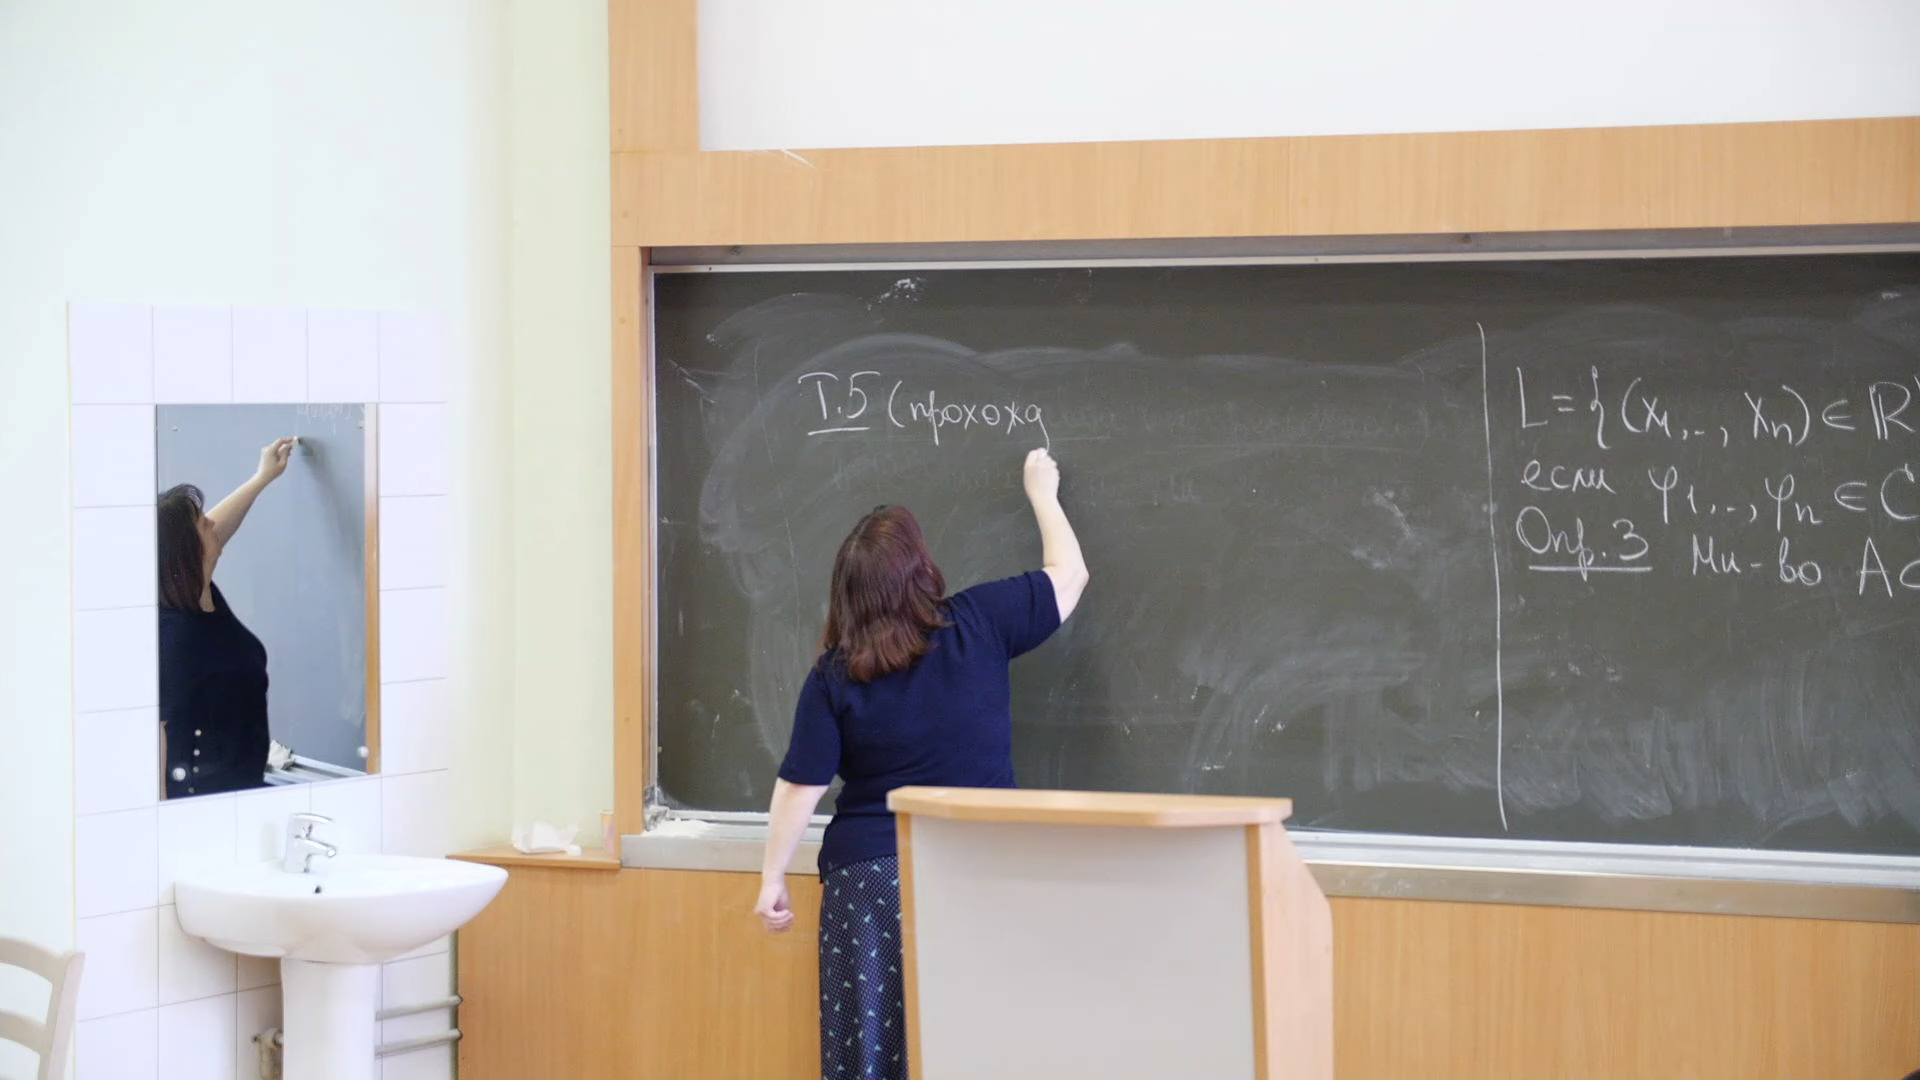 Т.5 (прохожд
L = {(x₁,.., xₙ) ∈ ℝ
если φ₁,.., φₙ ∈ C
Опр. 3 Мн-во A ⊂